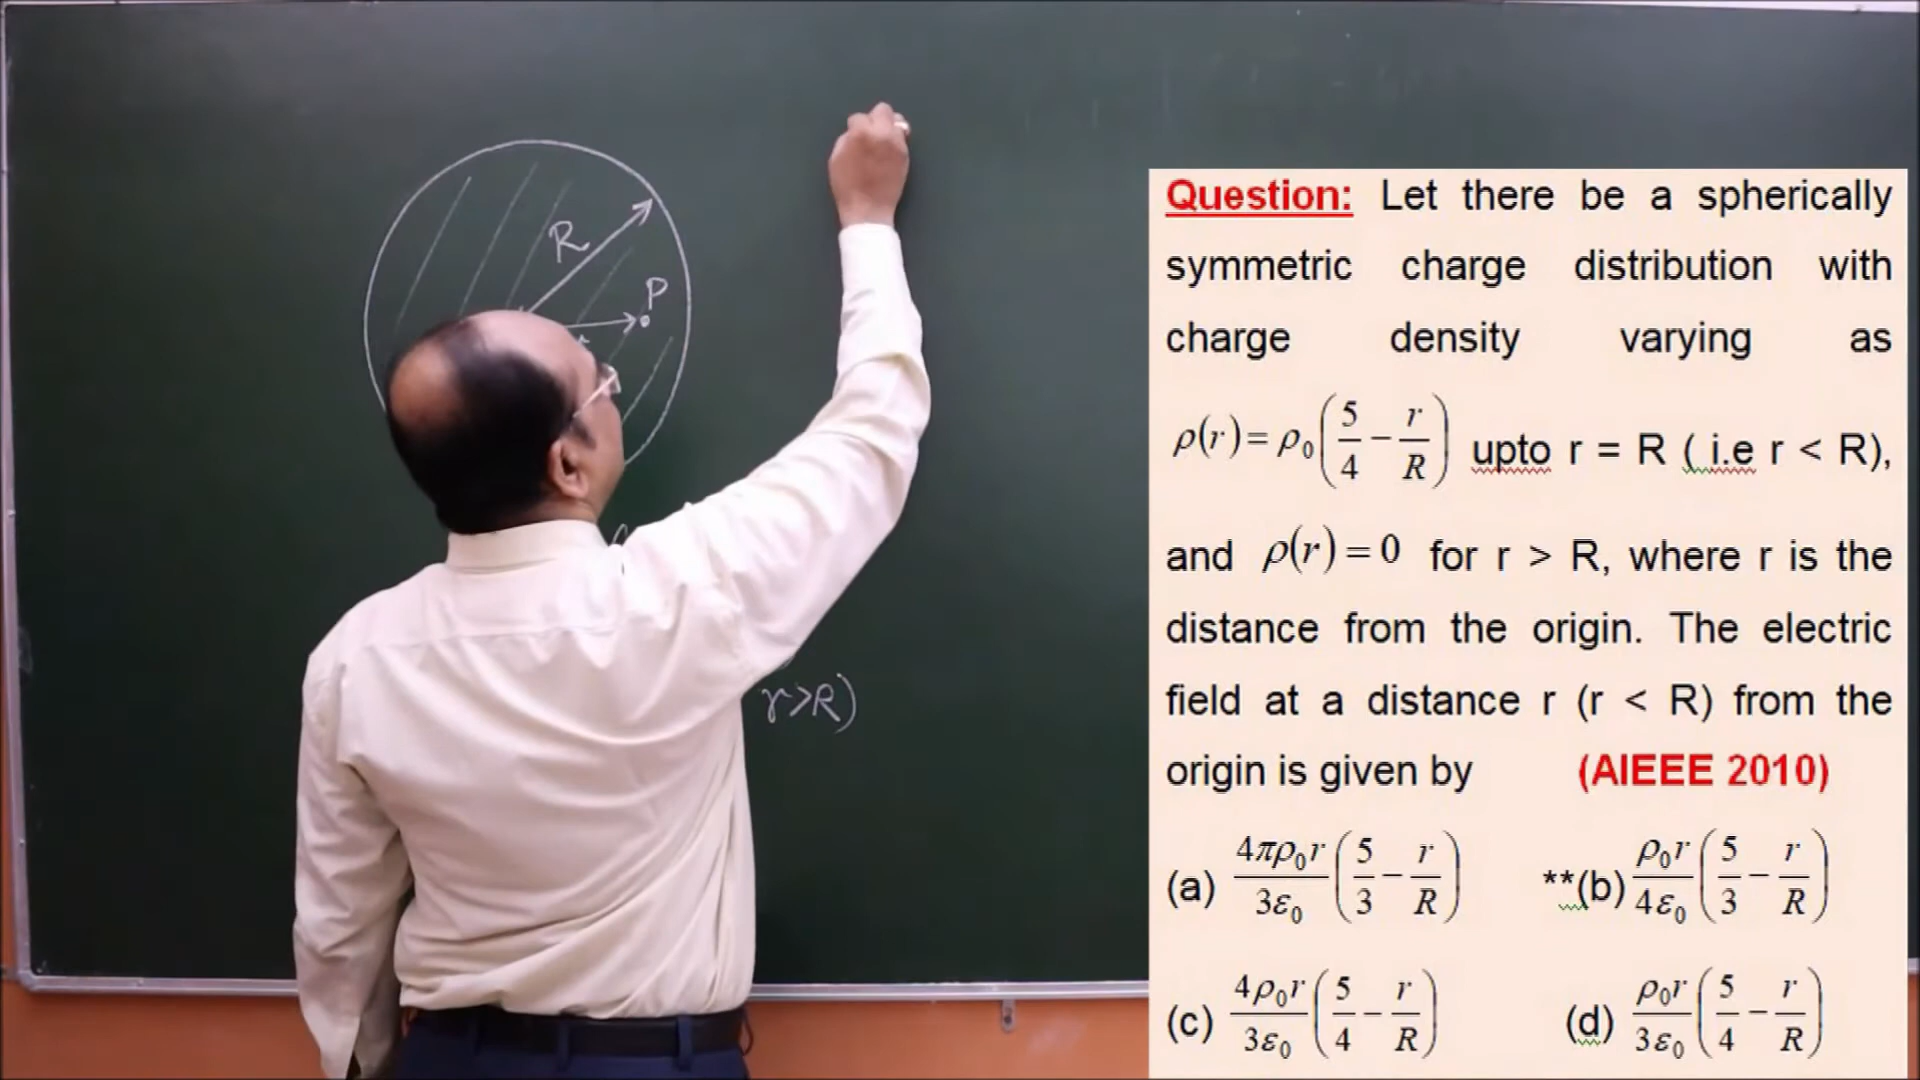 R
P
r>R)
Question: Let there be a spherically
symmetric charge distribution with
charge density varying as
ρ(r) = ρ₀(5/4 − r/R) upto r = R ( i.e r < R),
and ρ(r) = 0 for r > R, where r is the
distance from the origin. The electric
field at a distance r (r < R) from the
origin is given by (AIEEE 2010)
(a) 4πρ₀r/3ε₀ (5/3 − r/R) **(b) ρ₀r/4ε₀ (5/3 − r/R)
(c) 4ρ₀r/3ε₀ (5/4 − r/R) (d) ρ₀r/3ε₀ (5/4 − r/R)